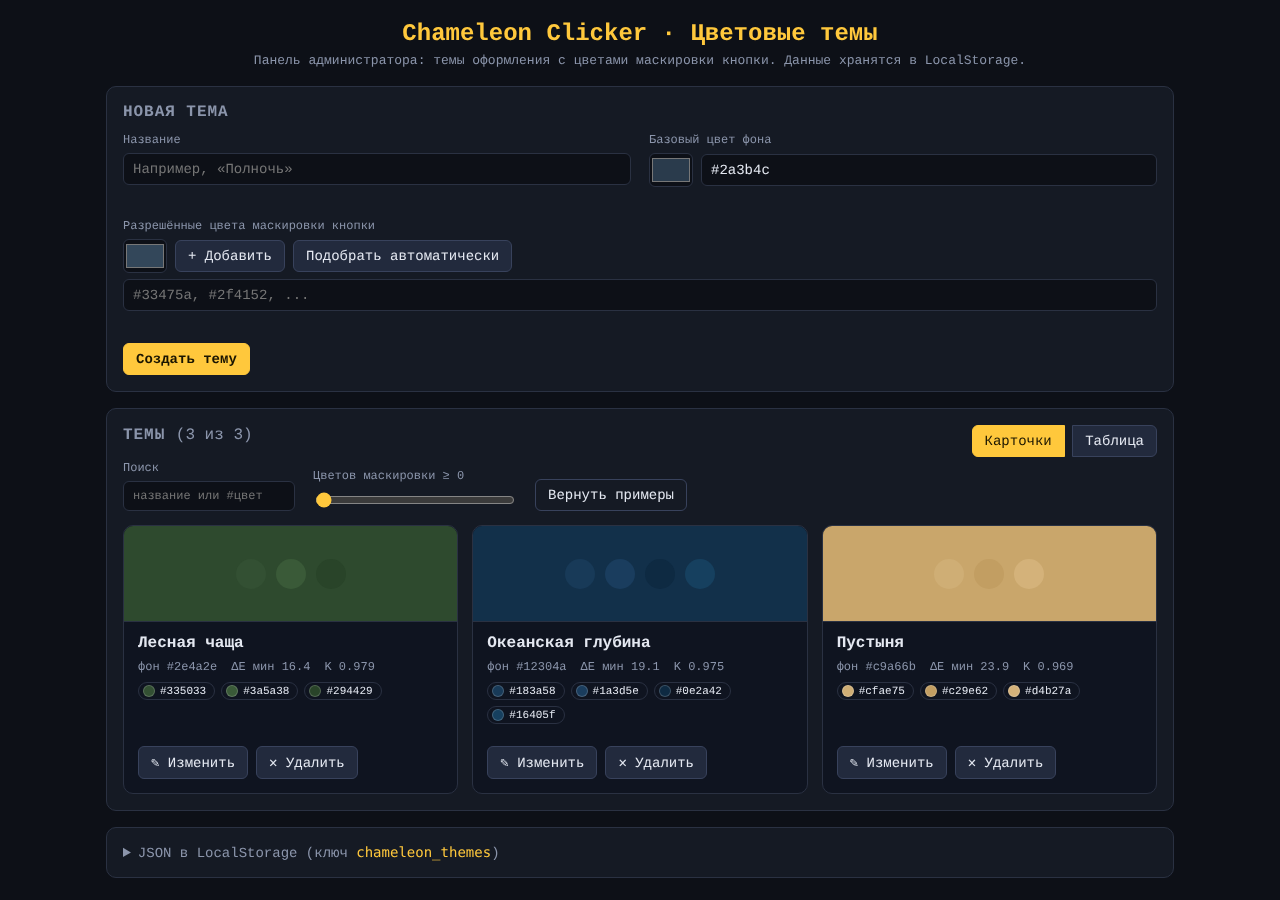 Chameleon Clicker · Цветовые темы
Панель администратора: темы оформления с цветами маскировки кнопки. Данные хранятся в LocalStorage.
НОВАЯ ТЕМА
Название
Базовый цвет фона
Например, «Полночь»
#2a3b4c
Разрешённые цвета маскировки кнопки
+ Добавить
Подобрать автоматически
#33475a, #2f4152, ...
Создать тему
ТЕМЫ (3 из 3)
Карточки
Таблица
Поиск
Цветов маскировки ≥ 0
название или #цвет
Вернуть примеры
Лесная чаща
фон #2e4a2e ΔE мин 16.4 K 0.979
#335033
#3a5a38
#294429
✎ Изменить
× Удалить
Океанская глубина
фон #12304a ΔE мин 19.1 K 0.975
#183a58
#1a3d5e
#0e2a42
#16405f
✎ Изменить
× Удалить
Пустыня
фон #c9a66b ΔE мин 23.9 K 0.969
#cfae75
#c29e62
#d4b27a
✎ Изменить
× Удалить
JSON в LocalStorage (ключ chameleon_themes)